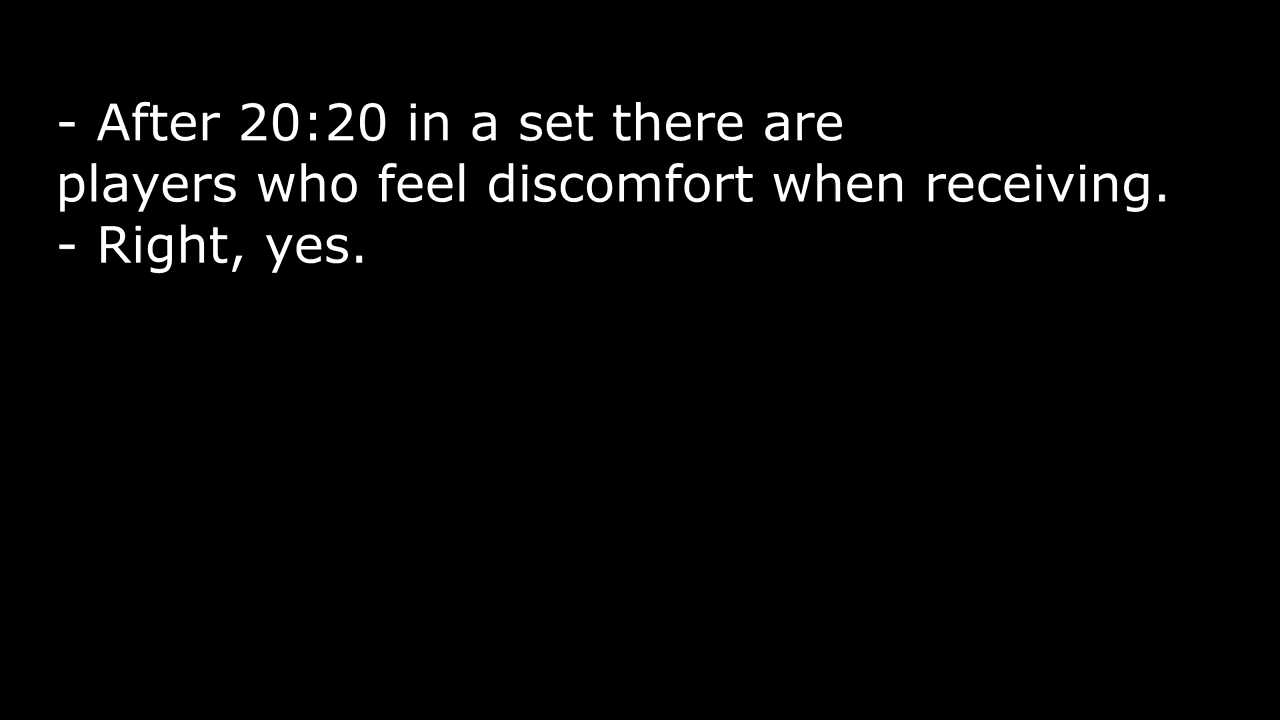 - After 20:20 in a set there are
players who feel discomfort when receiving.
- Right, yes.